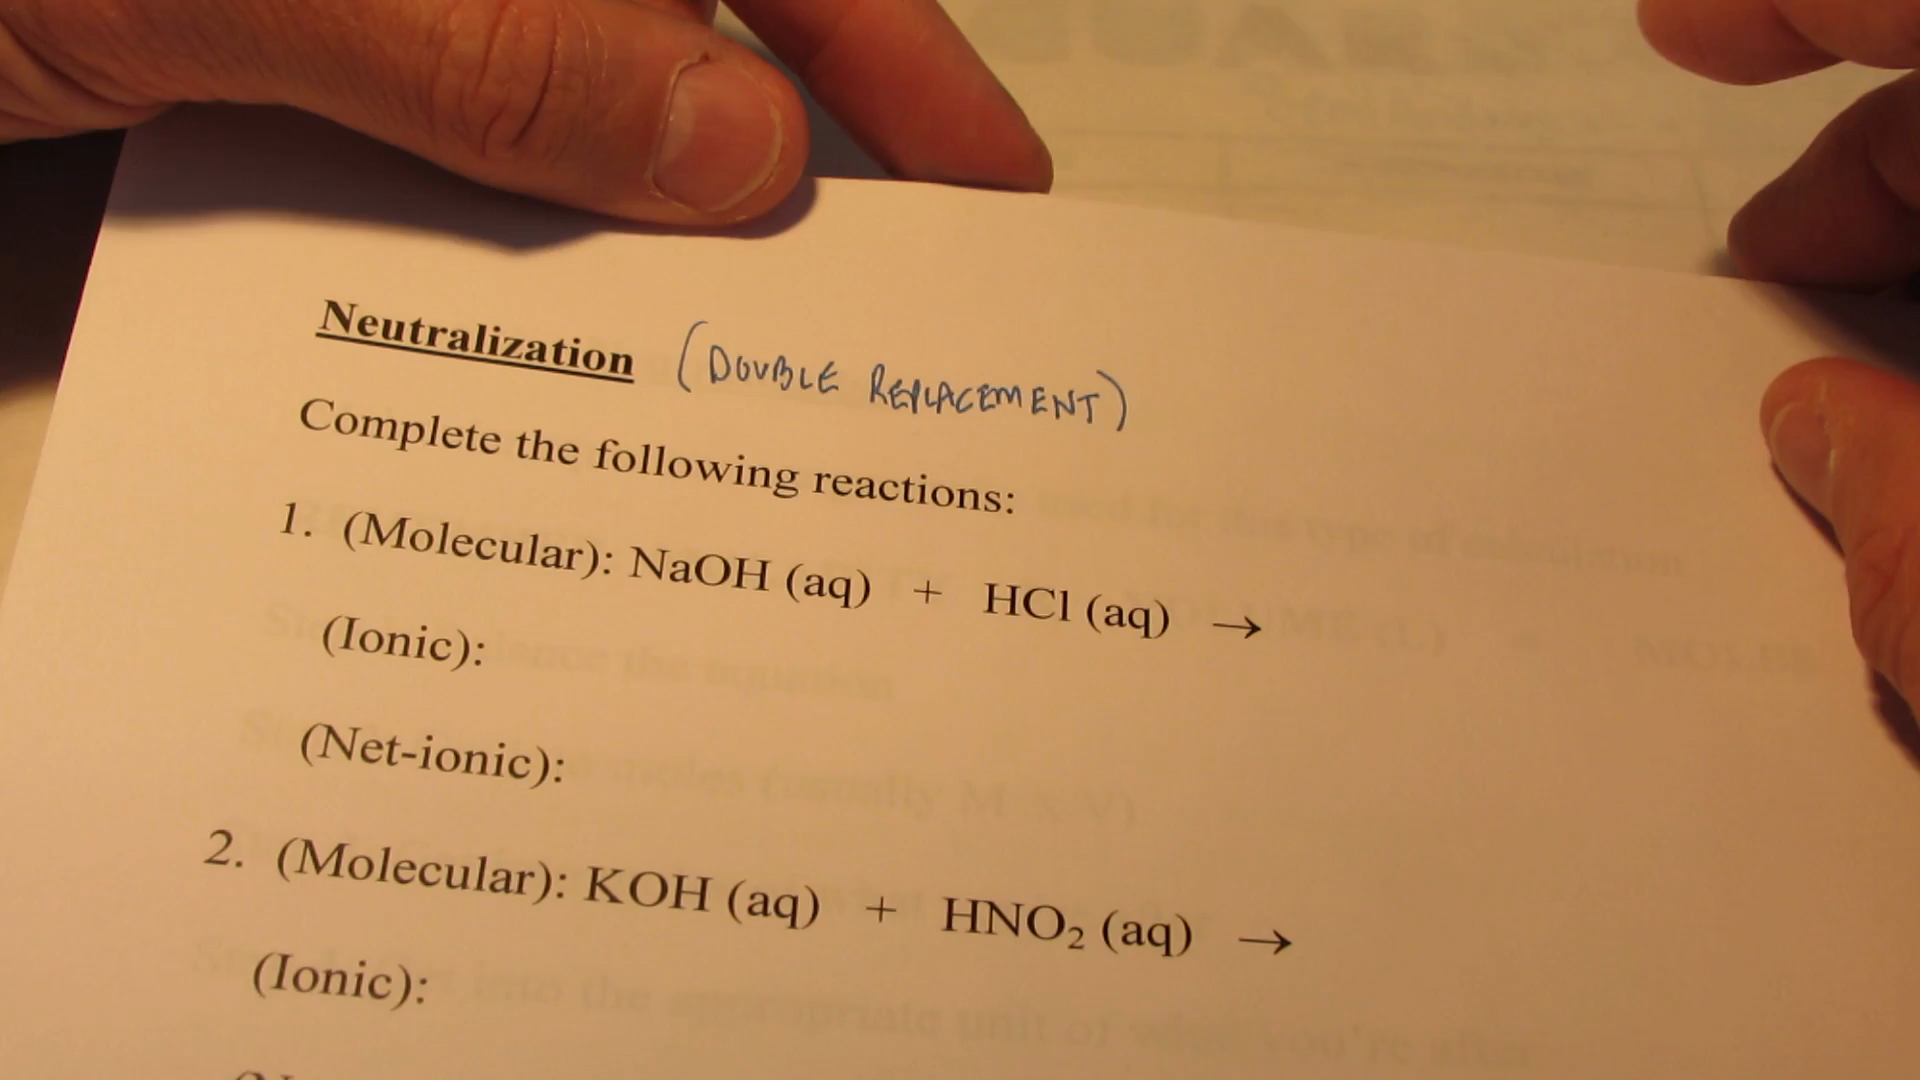 Neutralization (DOUBLE REPLACEMENT)
Complete the following reactions:
1. (Molecular): NaOH (aq) + HCl (aq) →
(Ionic):
(Net-ionic):
2. (Molecular): KOH (aq) + HNO₂ (aq) →
(Ionic):